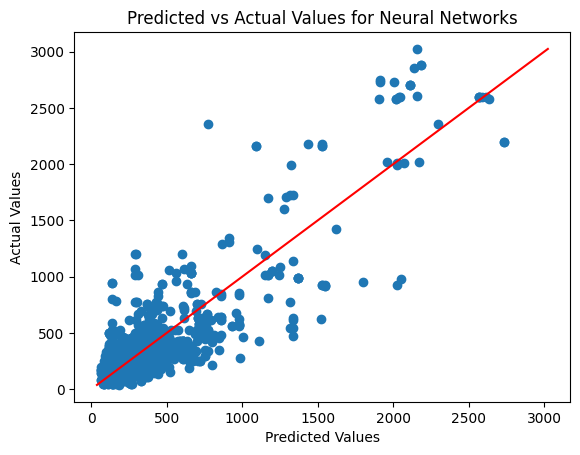 Predicted vs Actual Values for Neural Networks
3000
2500
2000
1500
1000
500
0
Actual Values
0 500 1000 1500 2000 2500 3000
Predicted Values